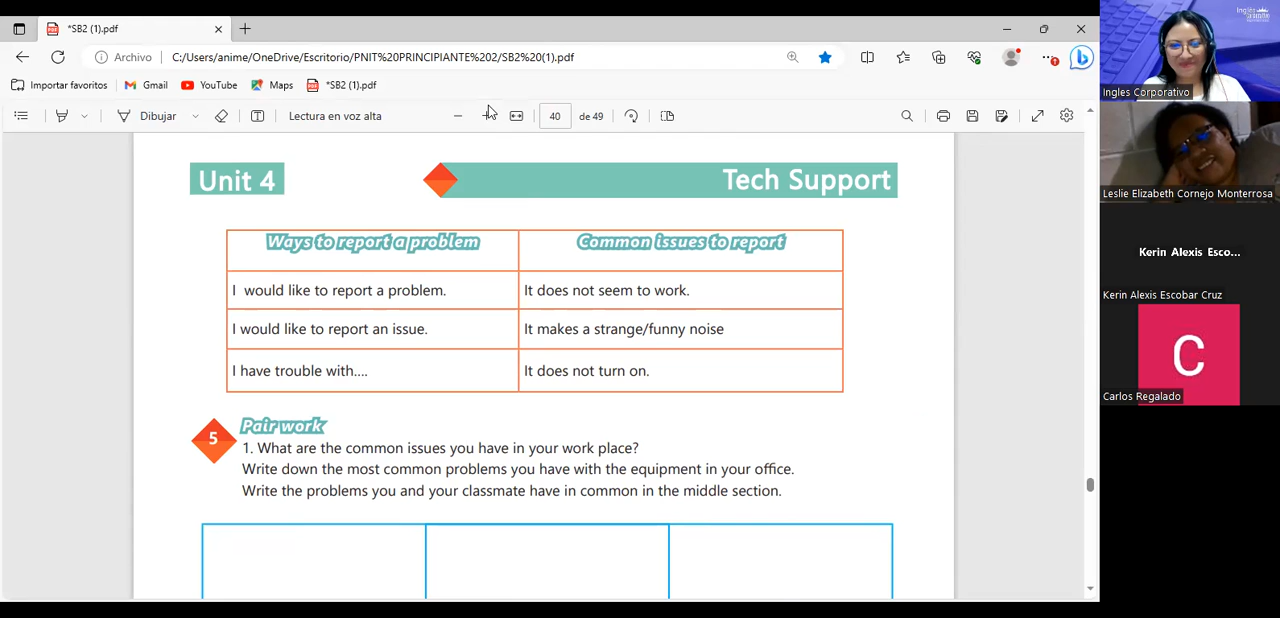 *SB2 (1).pdf
Archivo C:/Users/anime/OneDrive/Escritorio/PNIT%20PRINCIPIANTE%202/SB2%20(1).pdf
Importar favoritos Gmail YouTube Maps *SB2 (1).pdf
Dibujar Lectura en voz alta 40 de 49
Unit 4 Tech Support
Ways to report a problem Common issues to report
I would like to report a problem. It does not seem to work.
I would like to report an issue. It makes a strange/funny noise
I have trouble with.... It does not turn on.
5 Pair work
1. What are the common issues you have in your work place?
Write down the most common problems you have with the equipment in your office.
Write the problems you and your classmate have in common in the middle section.
Ingles Corporativo
Leslie Elizabeth Cornejo Monterrosa
Kerin Alexis Esco...
Kerin Alexis Escobar Cruz
C
Carlos Regalado